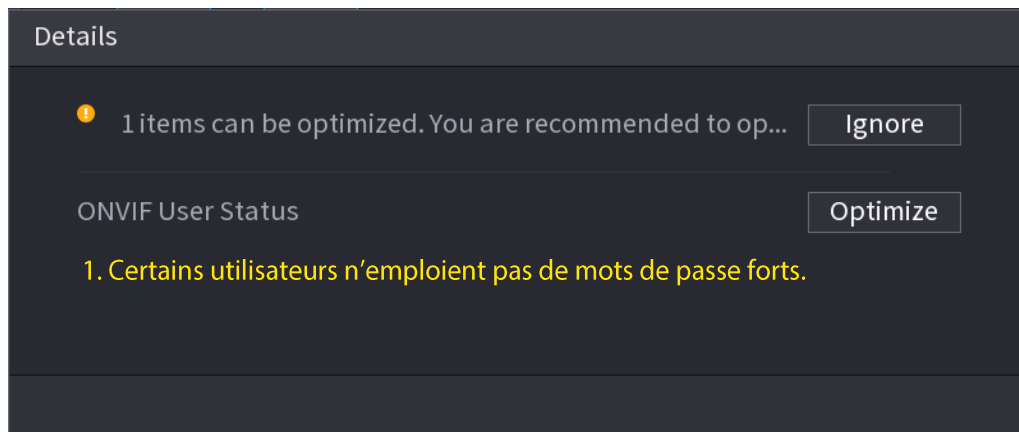 Details
1 items can be optimized. You are recommended to op...
Ignore
ONVIF User Status
Optimize
1. Certains utilisateurs n’emploient pas de mots de passe forts.